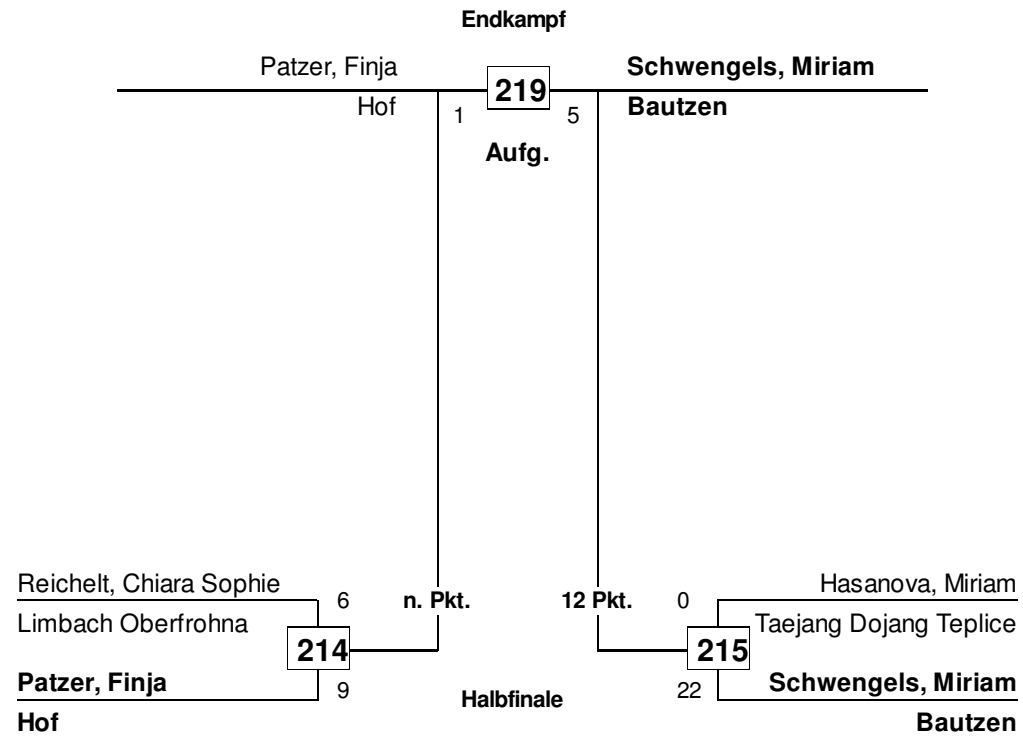 Endkampf
Patzer, Finja
Schwengels, Miriam
219
Hof
1
5
Bautzen
Aufg.
Reichelt, Chiara Sophie
6
n. Pkt.
12 Pkt.
0
Hasanova, Miriam
Limbach Oberfrohna
214
215
Taejang Dojang Teplice
Patzer, Finja
9
Halbfinale
22
Schwengels, Miriam
Hof
Bautzen